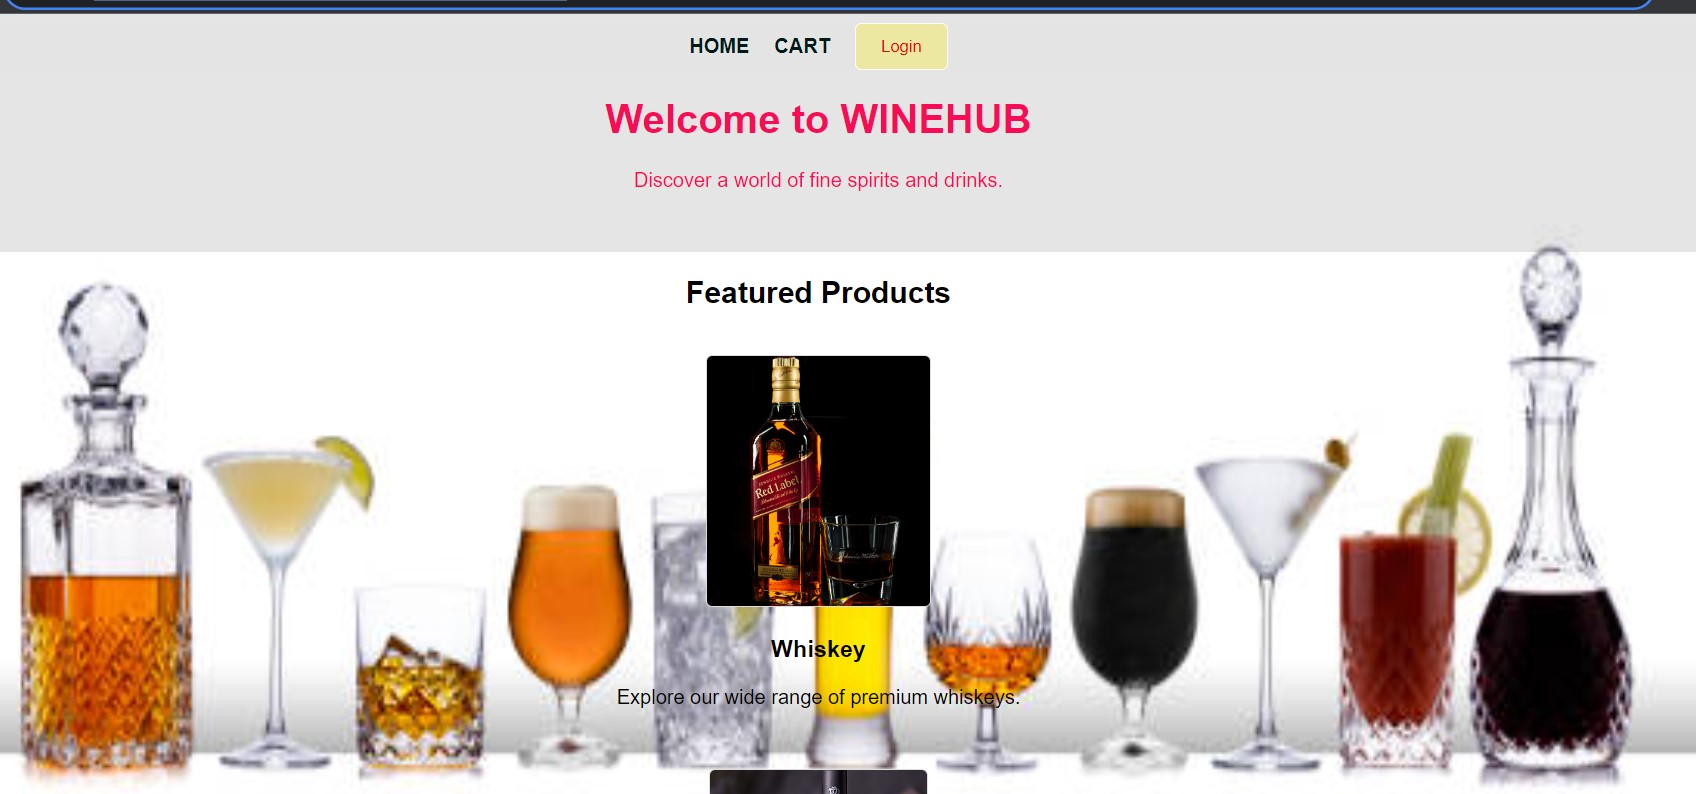 HOME CART Login
Welcome to WINEHUB
Discover a world of fine spirits and drinks.
Featured Products
Red Label
Whiskey
Explore our wide range of premium whiskeys.